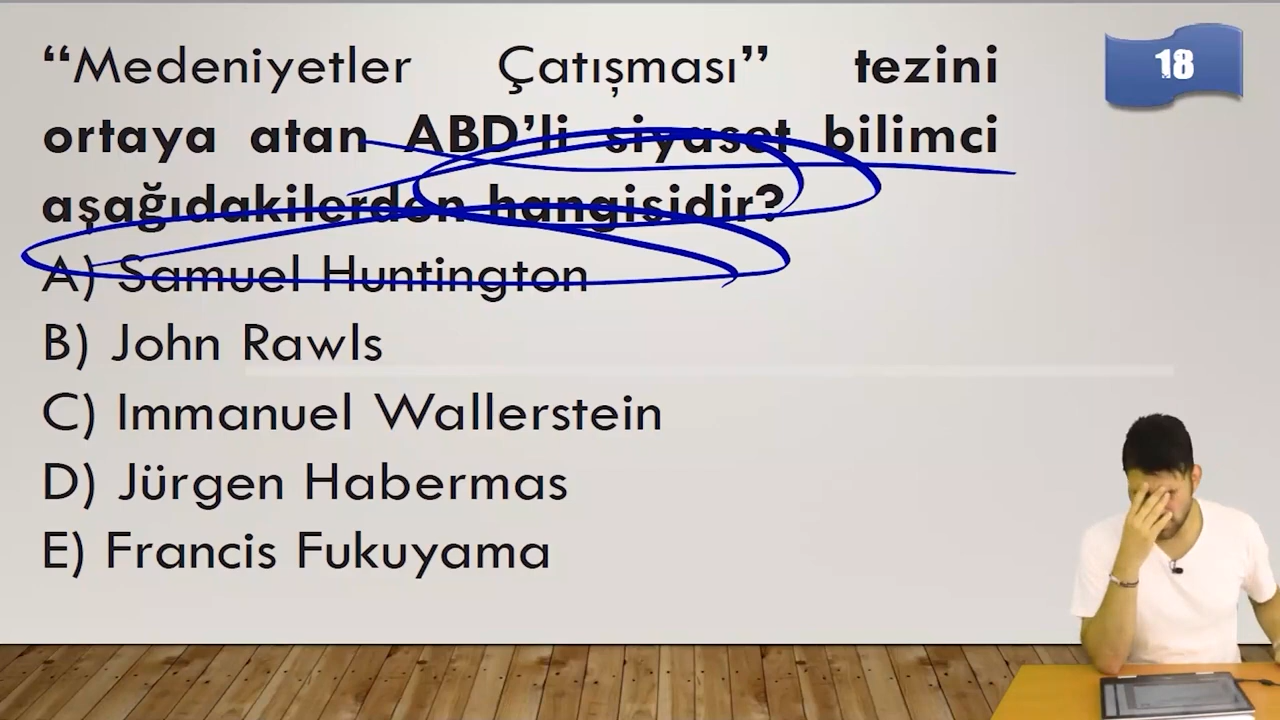 “Medeniyetler Çatışması” tezini
ortaya atan ABD’li siyaset bilimci
aşağıdakilerden hangisidir?
A) Samuel Huntington
B) John Rawls
C) Immanuel Wallerstein
D) Jürgen Habermas
E) Francis Fukuyama
18